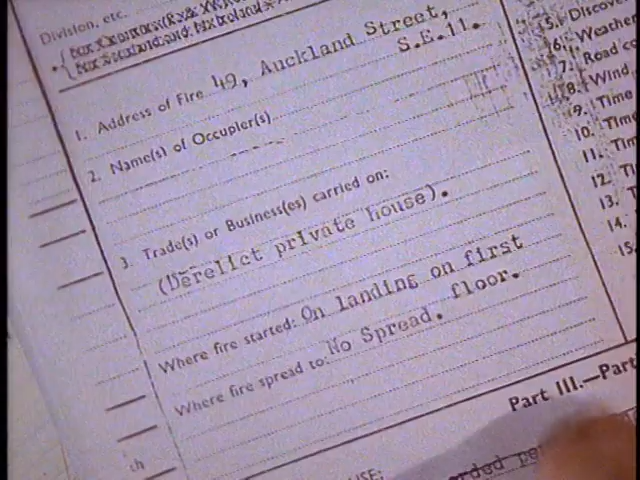 Division, etc.
1. Address of Fire 49, Auckland Street,
S.E.11.
2. Name(s) of Occupier(s)
3. Trade(s) or Business(es) carried on:
(Derelict private house).
Where fire started: On landing on first
floor.
Where fire spread to: No Spread.
Part III.—Part
5. Discove
6. Weathe
7. Road c
8. Wind
9. Time
10. Time
11. Tim
12. Ti
13. T
14.
15.